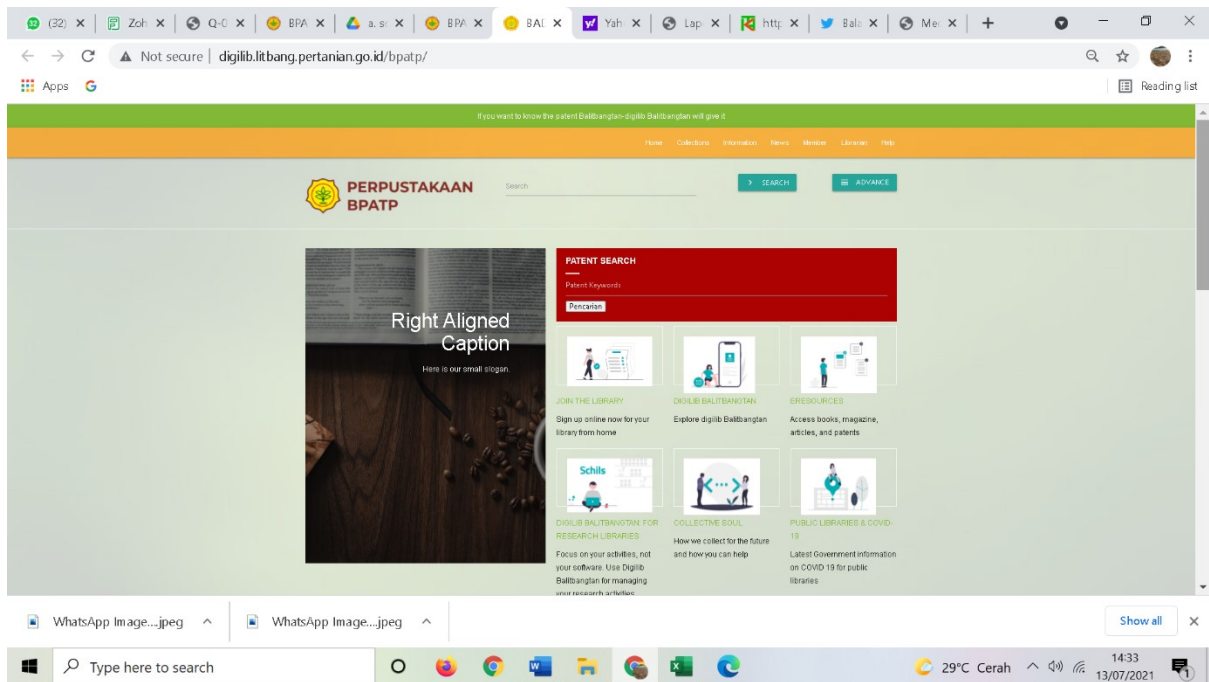 (32)
Zoh
Q-0
BPA
a. sc
BPA
BAL
Yah
Lap
http
Bala
Me
Not secure | digilib.litbang.pertanian.go.id/bpatp/
Apps
Reading list
If you want to know the patent Balitbangtan-digilib Balitbangtan will give it
Home Collections Information News Member Librarian Help
PERPUSTAKAAN
BPATP
Search
SEARCH
ADVANCE
Right Aligned
Caption
Here is our small slogan.
PATENT SEARCH
Patent Keywords
Pencarian
JOIN THE LIBRARY
Sign up online now for your
library from home
DIGILIB BALITBANGTAN
Explore digilib Balitbangtan
ERESOURCES
Access books, magazine,
articles, and patents
Schils
DIGILIB BALITBANGTAN: FOR
RESEARCH LIBRARIES
Focus on your activities, not
your software. Use Digilib
Balitbangtan for managing
your research activities
COLLECTIVE SOUL
How we collect for the future
and how you can help
PUBLIC LIBRARIES & COVID-
19
Latest Government information
on COVID 19 for public
libraries
WhatsApp Image....jpeg
WhatsApp Image....jpeg
Show all
Type here to search
29°C Cerah
14:33
13/07/2021